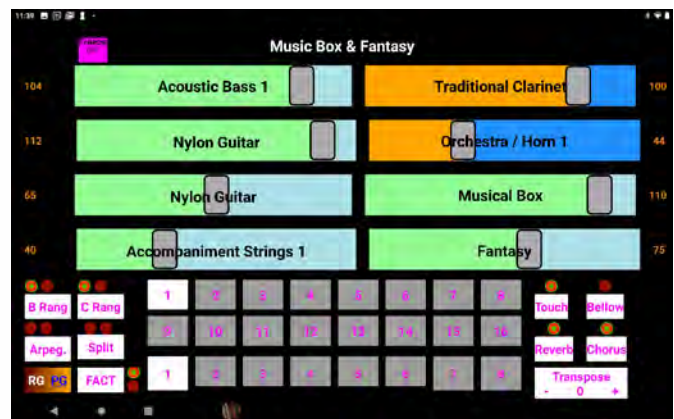 11:39
Music Box & Fantasy
104 Acoustic Bass 1 Traditional Clarinet 100
112 Nylon Guitar Orchestra / Horn 1 44
65 Nylon Guitar Musical Box 110
40 Accompaniment Strings 1 Fantasy 75
B Rang C Rang 1 2 3 4 5 6 7 8 Touch Bellow
Arpeg. Split 9 10 11 12 13 14 15 16 Reverb Chorus
RG PG FACT 1 2 3 4 5 6 7 8 Transpose
- 0 +